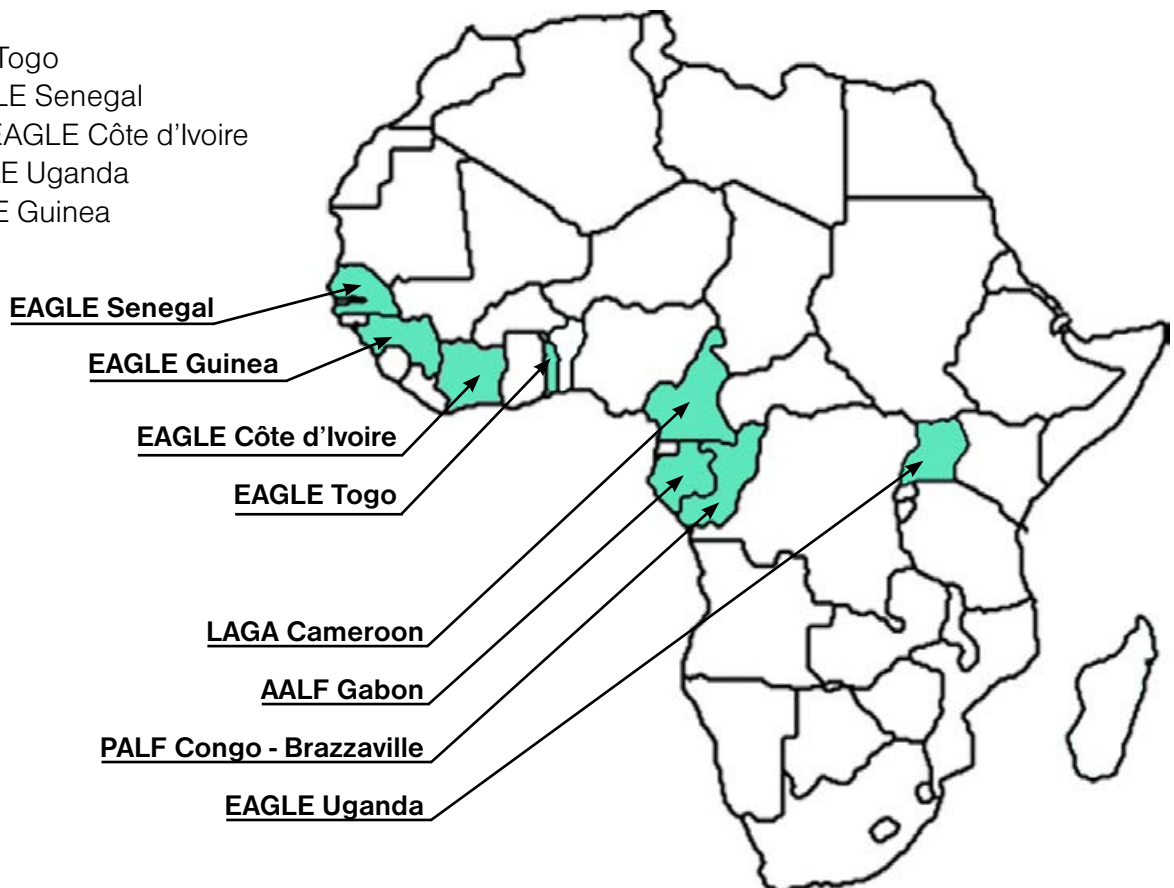 Togo
LE Senegal
EAGLE Côte d’Ivoire
E Uganda
E Guinea
EAGLE Senegal
EAGLE Guinea
EAGLE Côte d’Ivoire
EAGLE Togo
LAGA Cameroon
AALF Gabon
PALF Congo - Brazzaville
EAGLE Uganda